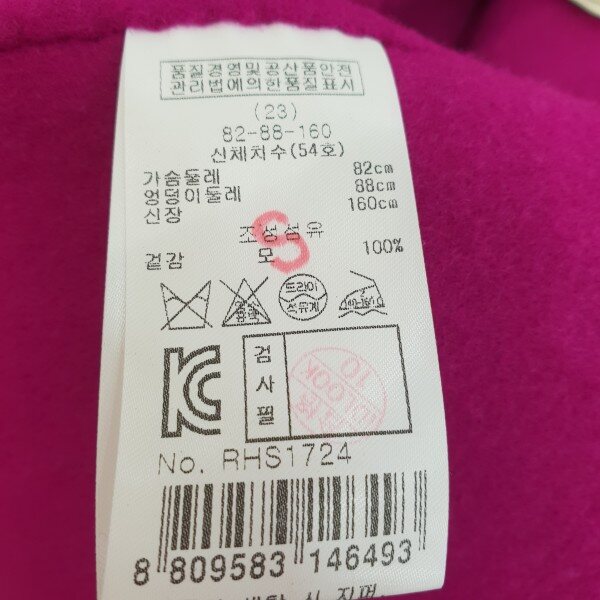 품질경영및공산품안전
관리법에의한품질표시
(23)
82-88-160
신체치수(54호)
가슴둘레 82cm
엉덩이둘레 88cm
신장 160cm
S
조성섬유
겉감 모 100%
드라이
석유계
검사필
No. RHS1724
8 809583 146493